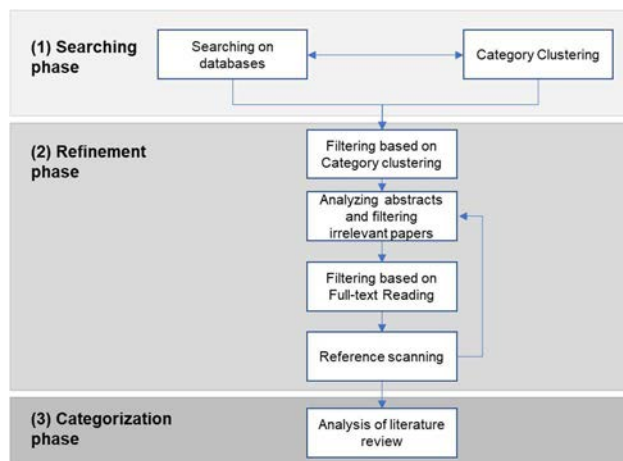 (1) Searching
phase
Searching on
databases
Category Clustering
(2) Refinement
phase
Filtering based on
Category clustering
Analyzing abstracts
and filtering
irrelevant papers
Filtering based on
Full-text Reading
Reference scanning
(3) Categorization
phase
Analysis of literature
review